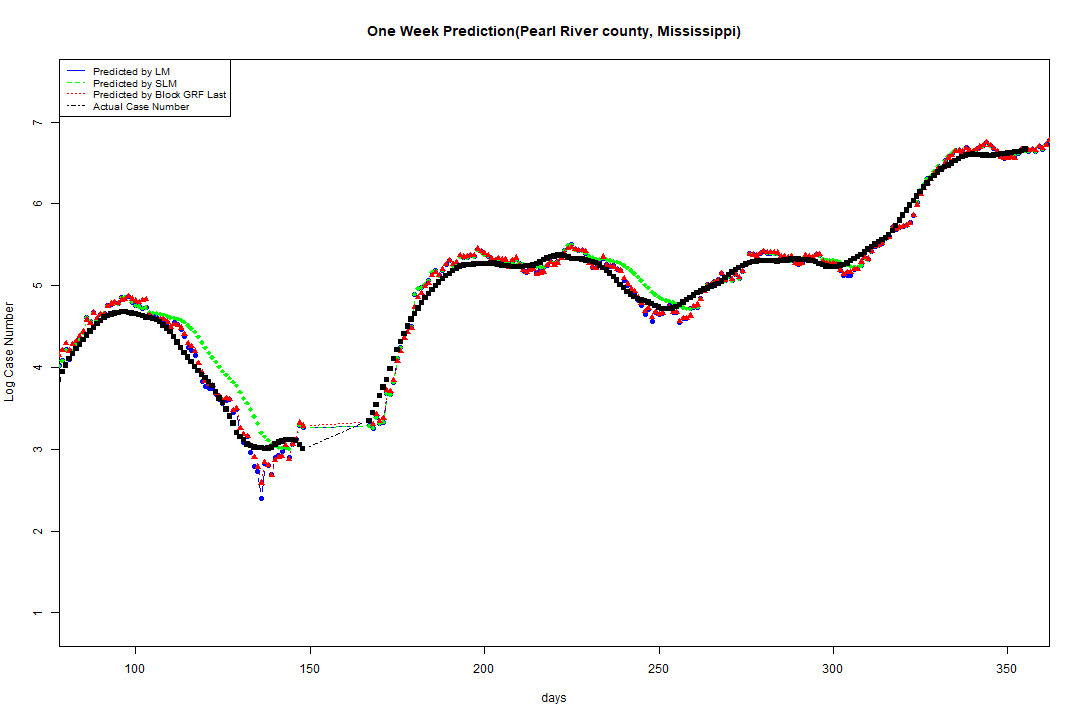 One Week Prediction(Pearl River county, Mississippi)
Predicted by LM
Predicted by SLM
Predicted by Block GRF Last
Actual Case Number
Log Case Number
7
6
5
4
3
2
1
100 150 200 250 300 350
days